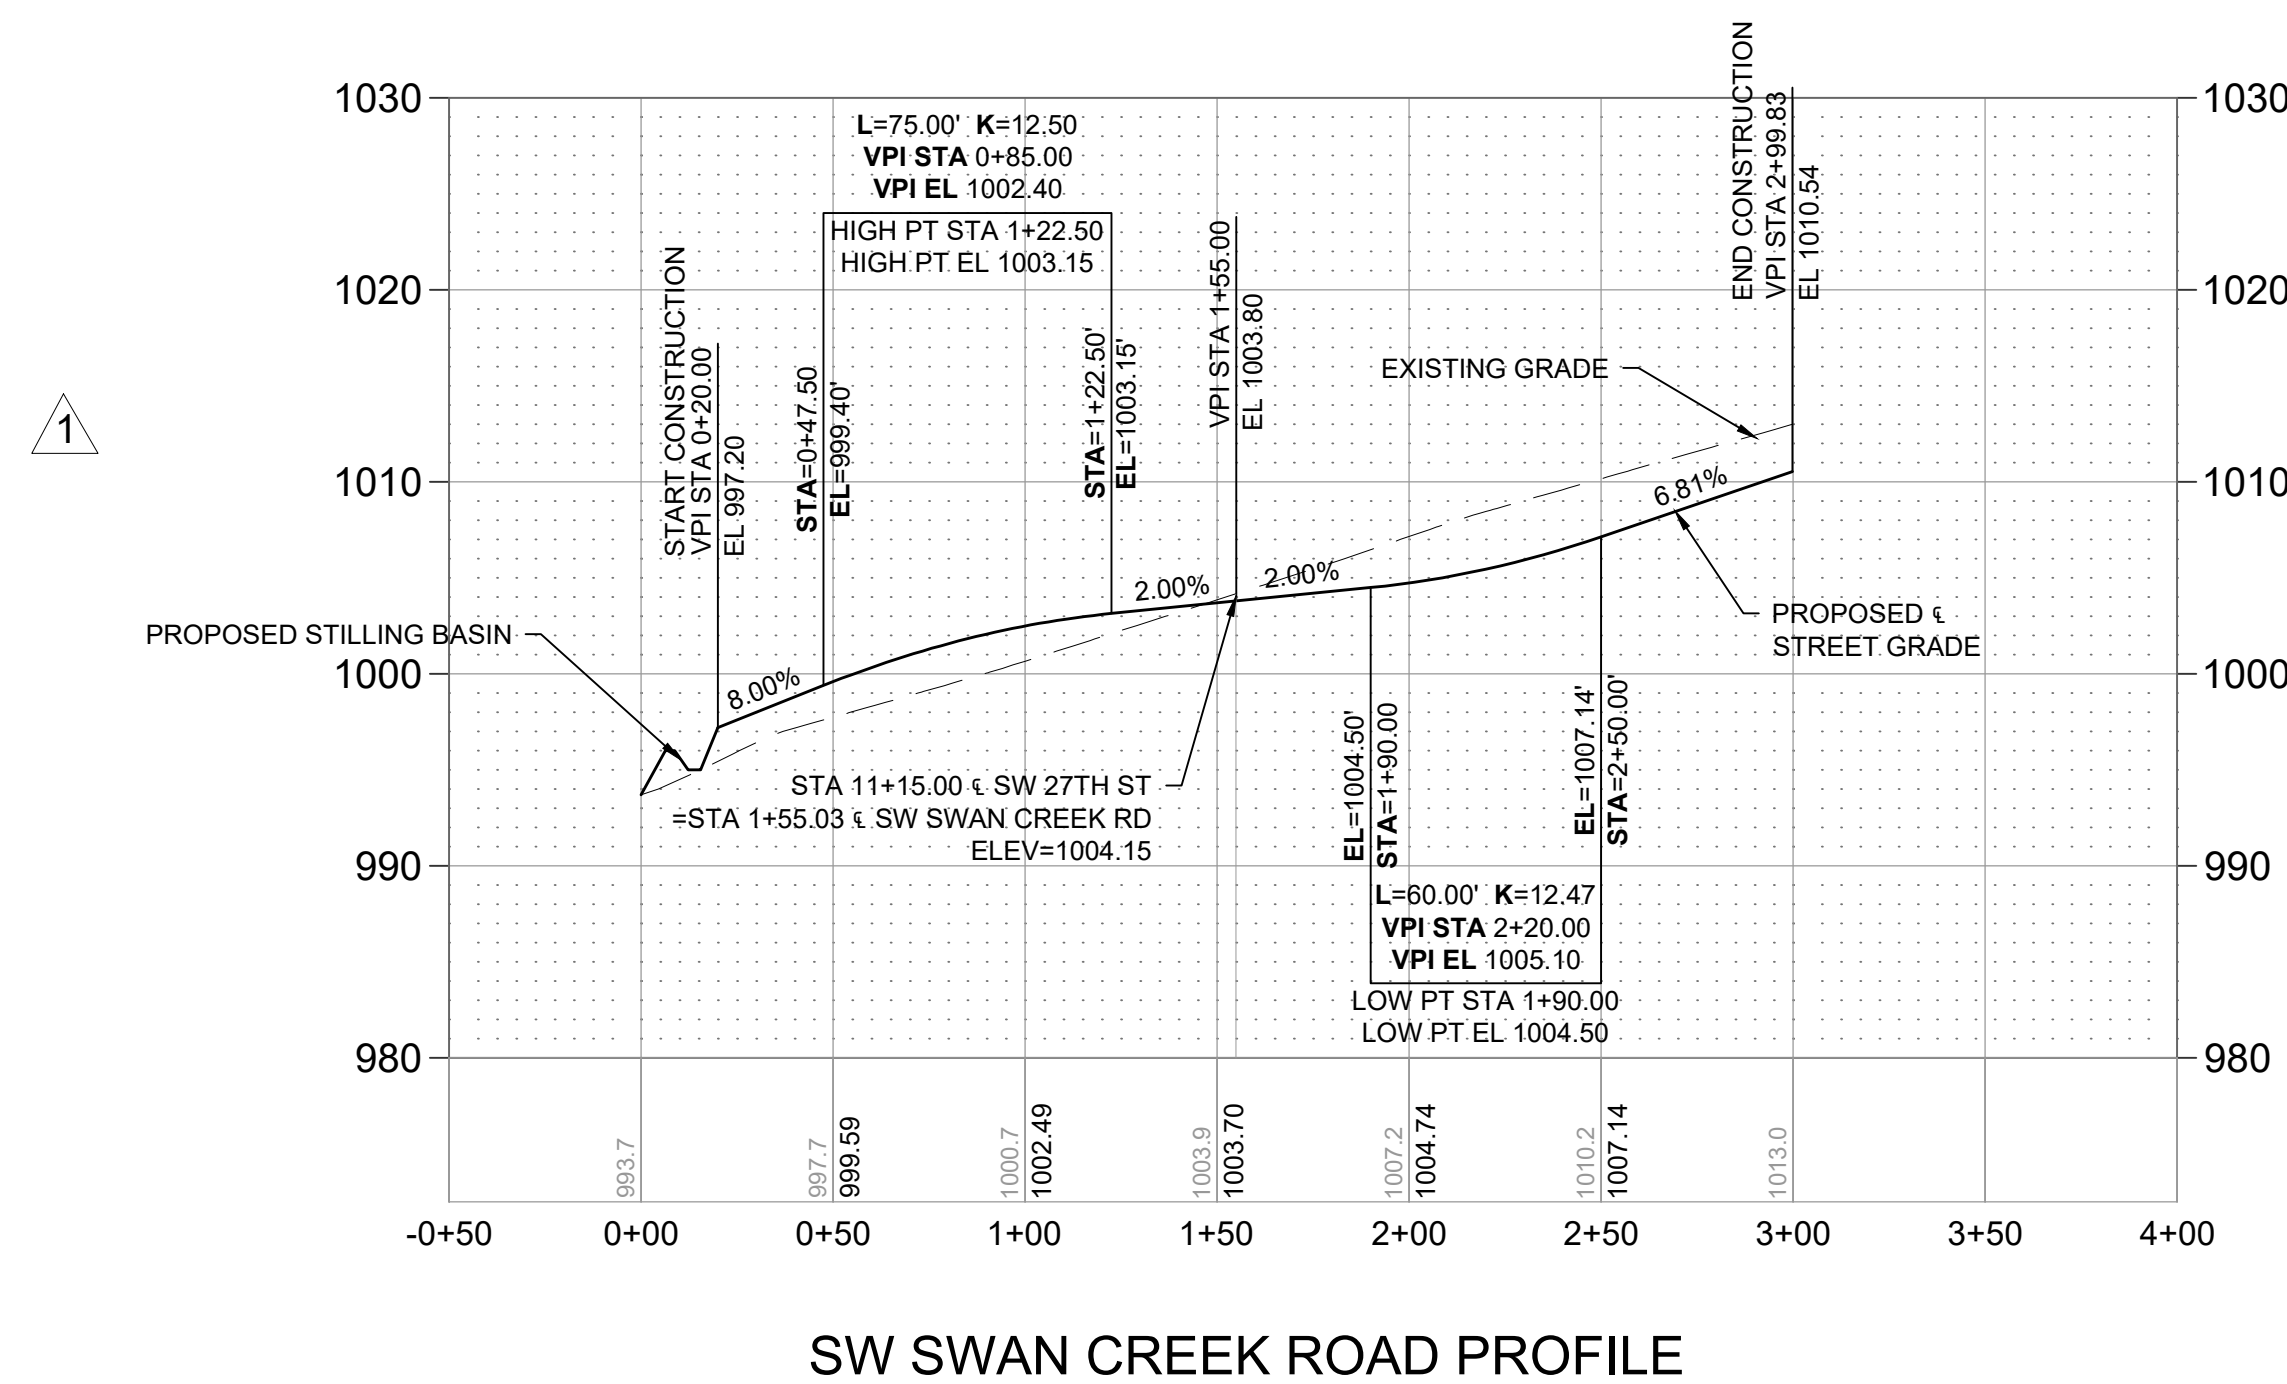 1030
1020
1010
1000
990
980
1030
1020
1010
1000
990
980
1
L=75.00' K=12.50
VPI STA 0+85.00
VPI EL 1002.40
HIGH PT STA 1+22.50
HIGH PT EL 1003.15
START CONSTRUCTION
VPI STA 0+20.00
EL 997.20
STA=0+47.50
EL=999.40'
STA=1+22.50'
EL=1003.15'
VPI STA 1+55.00
EL 1003.80
END CONSTRUCTION
VPI STA 2+99.83
EL 1010.54
EXISTING GRADE
8.00%
2.00%
2.00%
6.81%
PROPOSED STILLING BASIN
PROPOSED ℄
STREET GRADE
STA 11+15.00 ℄ SW 27TH ST
=STA 1+55.03 ℄ SW SWAN CREEK RD
ELEV=1004.15
EL=1004.50'
STA=1+90.00
EL=1007.14'
STA=2+50.00'
L=60.00' K=12.47
VPI STA 2+20.00
VPI EL 1005.10
LOW PT STA 1+90.00
LOW PT EL 1004.50
993.7
997.7
999.59
1000.7
1002.49
1003.9
1003.70
1007.2
1004.74
1010.2
1007.14
1013.0
-0+50
0+00
0+50
1+00
1+50
2+00
2+50
3+00
3+50
4+00
SW SWAN CREEK ROAD PROFILE